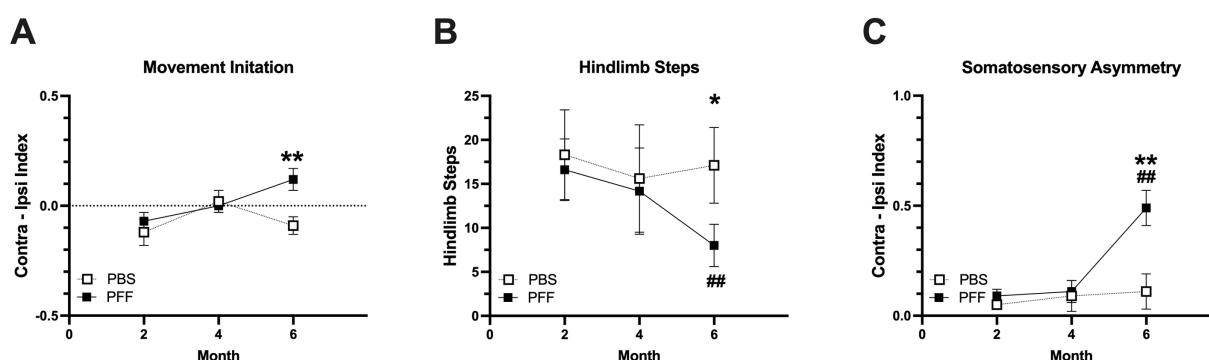 A
Movement Initation
Contra - Ipsi Index
0.5
0.0
-0.5
**
PBS
PFF
0
2
4
6
Month
B
Hindlimb Steps
Hindlimb Steps
25
20
15
10
5
0
*
##
PBS
PFF
0
2
4
6
Month
C
Somatosensory Asymmetry
Contra - Ipsi Index
1.0
0.5
0.0
**
##
PBS
PFF
0
2
4
6
Month